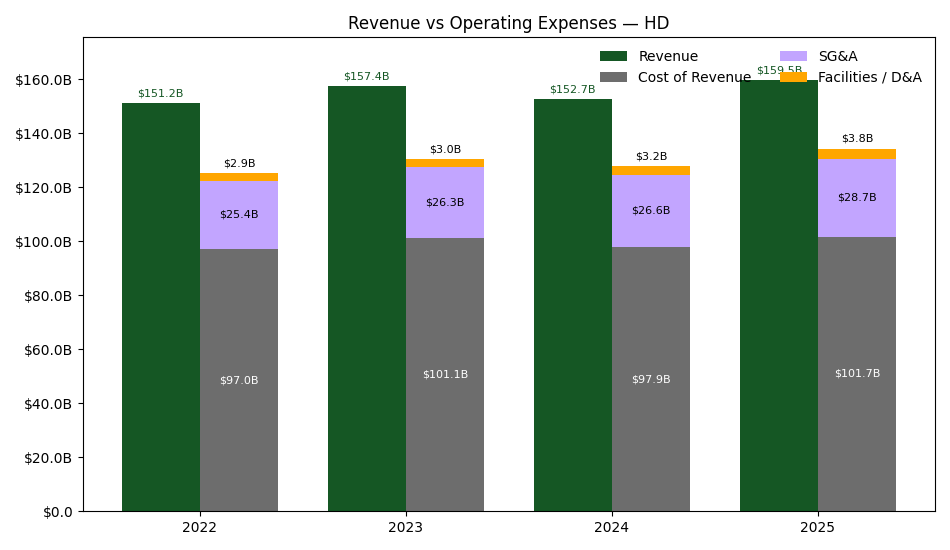 Revenue vs Operating Expenses — HD
Revenue
SG&A
Cost of Revenue
Facilities / D&A
$160.0B
$140.0B
$120.0B
$100.0B
$80.0B
$60.0B
$40.0B
$20.0B
$0.0
$151.2B
$2.9B
$25.4B
$97.0B
$157.4B
$3.0B
$26.3B
$101.1B
$152.7B
$3.2B
$26.6B
$97.9B
$159.5B
$3.8B
$28.7B
$101.7B
2022
2023
2024
2025